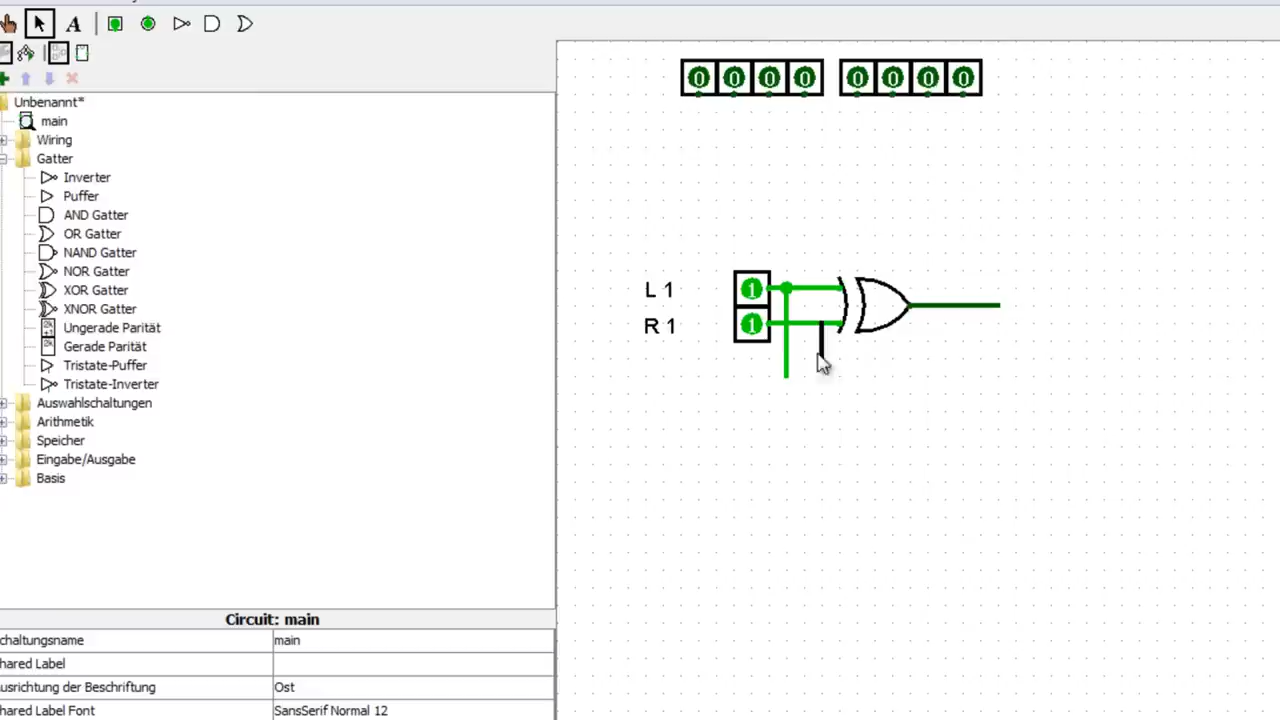 A
0 0 0 0 0 0 0 0
Unbenannt*
main
Wiring
Gatter
Inverter
Puffer
AND Gatter
OR Gatter
NAND Gatter
NOR Gatter
XOR Gatter
XNOR Gatter
Ungerade Parität
Gerade Parität
Tristate-Puffer
Tristate-Inverter
Auswahlschaltungen
Arithmetik
Speicher
Eingabe/Ausgabe
Basis
L 1 1
R 1 1
Circuit: main
chaltungsname main
hared Label
usrichtung der Beschriftung Ost
hared Label Font SansSerif Normal 12